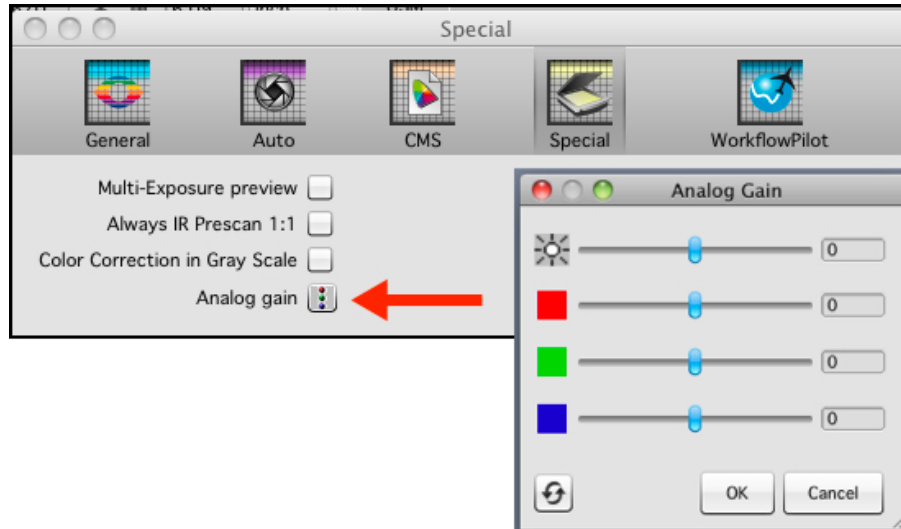 Special
General
Auto
CMS
Special
WorkflowPilot
Multi-Exposure preview
Always IR Prescan 1:1
Color Correction in Gray Scale
Analog gain
Analog Gain
0
0
0
0
OK
Cancel